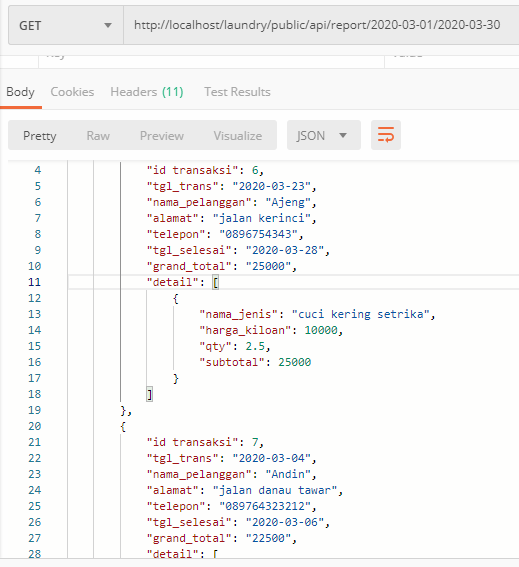 GET http://localhost/laundry/public/api/report/2020-03-01/2020-03-30
Body Cookies Headers (11) Test Results
Pretty Raw Preview Visualize JSON
4 "id transaksi": 6,
5 "tgl_trans": "2020-03-23",
6 "nama_pelanggan": "Ajeng",
7 "alamat": "jalan kerinci",
8 "telepon": "0896754343",
9 "tgl_selesai": "2020-03-28",
10 "grand_total": "25000",
11 "detail": [
12 {
13 "nama_jenis": "cuci kering setrika",
14 "harga_kiloan": 10000,
15 "qty": 2.5,
16 "subtotal": 25000
17 }
18 ]
19 },
20 {
21 "id transaksi": 7,
22 "tgl_trans": "2020-03-04",
23 "nama_pelanggan": "Andin",
24 "alamat": "jalan danau tawar",
25 "telepon": "089764323212",
26 "tgl_selesai": "2020-03-06",
27 "grand_total": "22500",
28 "detail": [